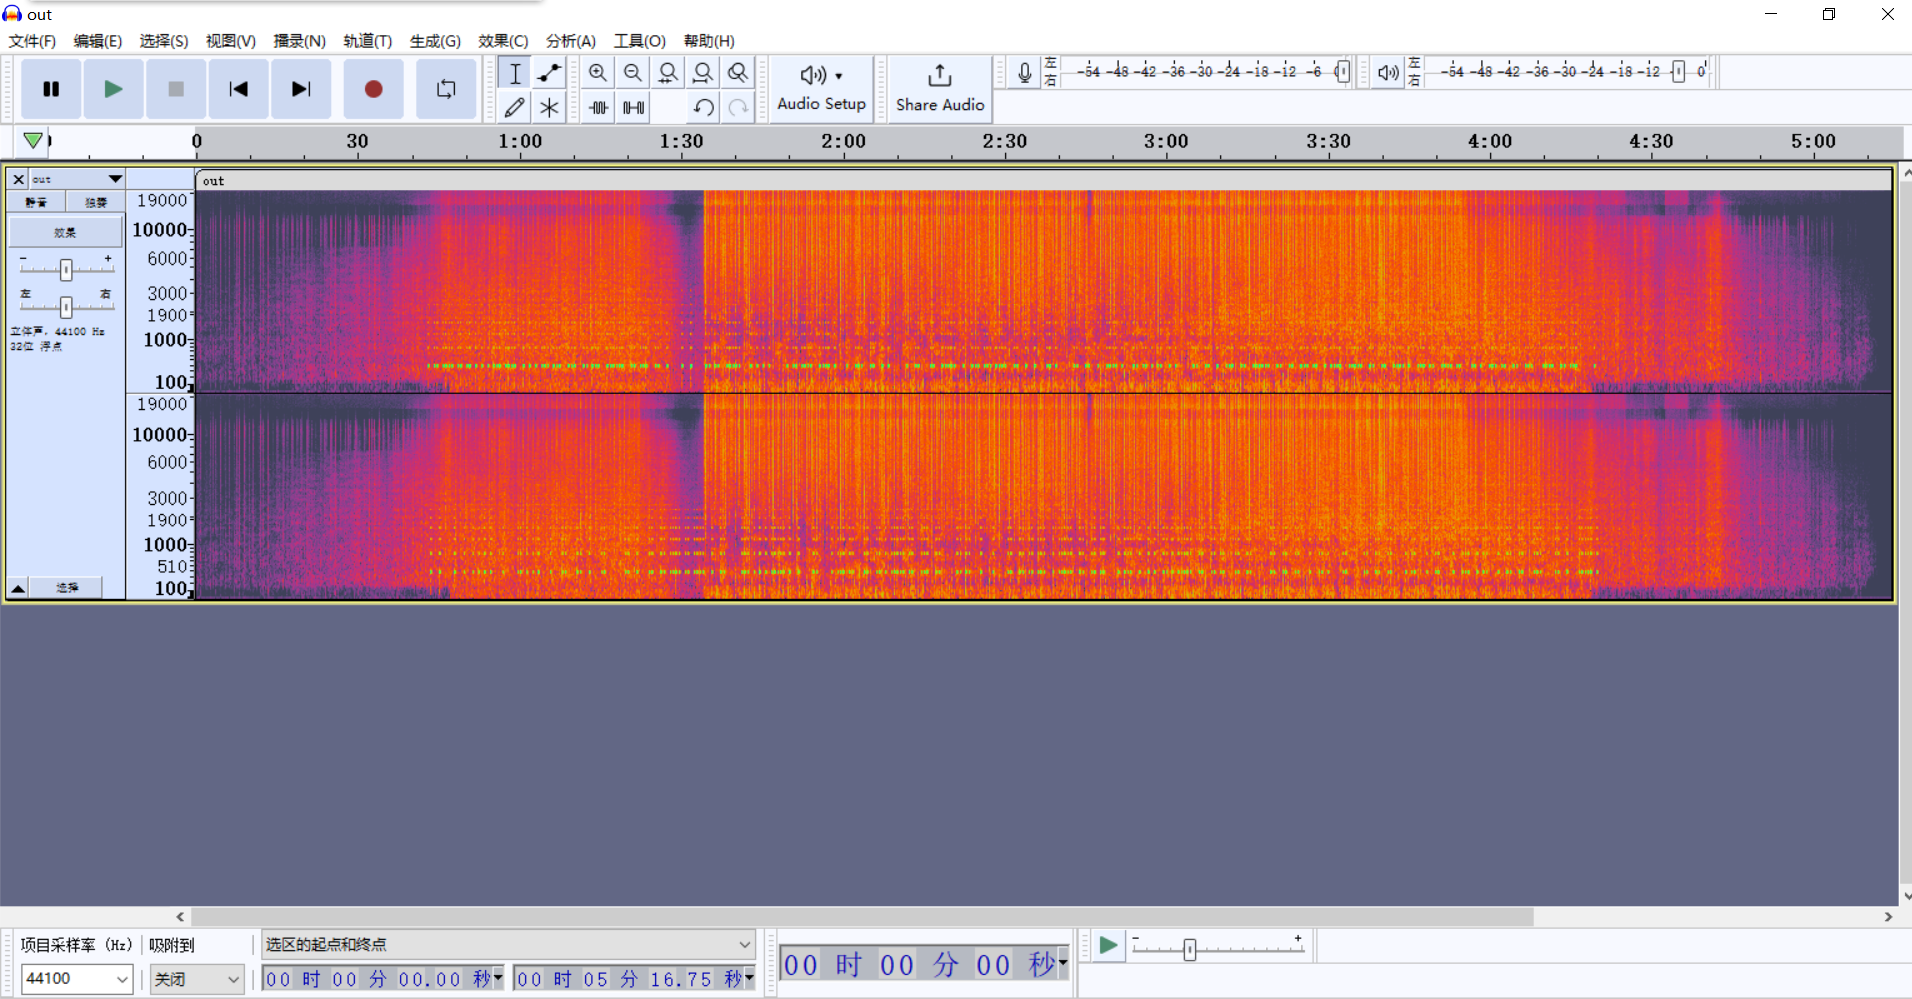 out
文件(F) 编辑(E) 选择(S) 视图(V) 播录(N) 轨道(T) 生成(G) 效果(C) 分析(A) 工具(O) 帮助(H)
Audio Setup
Share Audio
左
右
-54 -48 -42 -36 -30 -24 -18 -12 -6 0
左
右
-54 -48 -42 -36 -30 -24 -18 -12 0
0 30 1:00 1:30 2:00 2:30 3:00 3:30 4:00 4:30 5:00
out
out
静音 独奏
效果
- +
左 右
立体声, 44100 Hz
32位 浮点
选择
19000
10000
6000
3000
1900
1000
100
19000
10000
6000
3000
1900
1000
510
100
项目采样率 (Hz) 吸附到
选区的起点和终点
44100
关闭
00 时 00 分 00.00 秒
00 时 05 分 16.75 秒
00 时 00 分 00 秒
- +